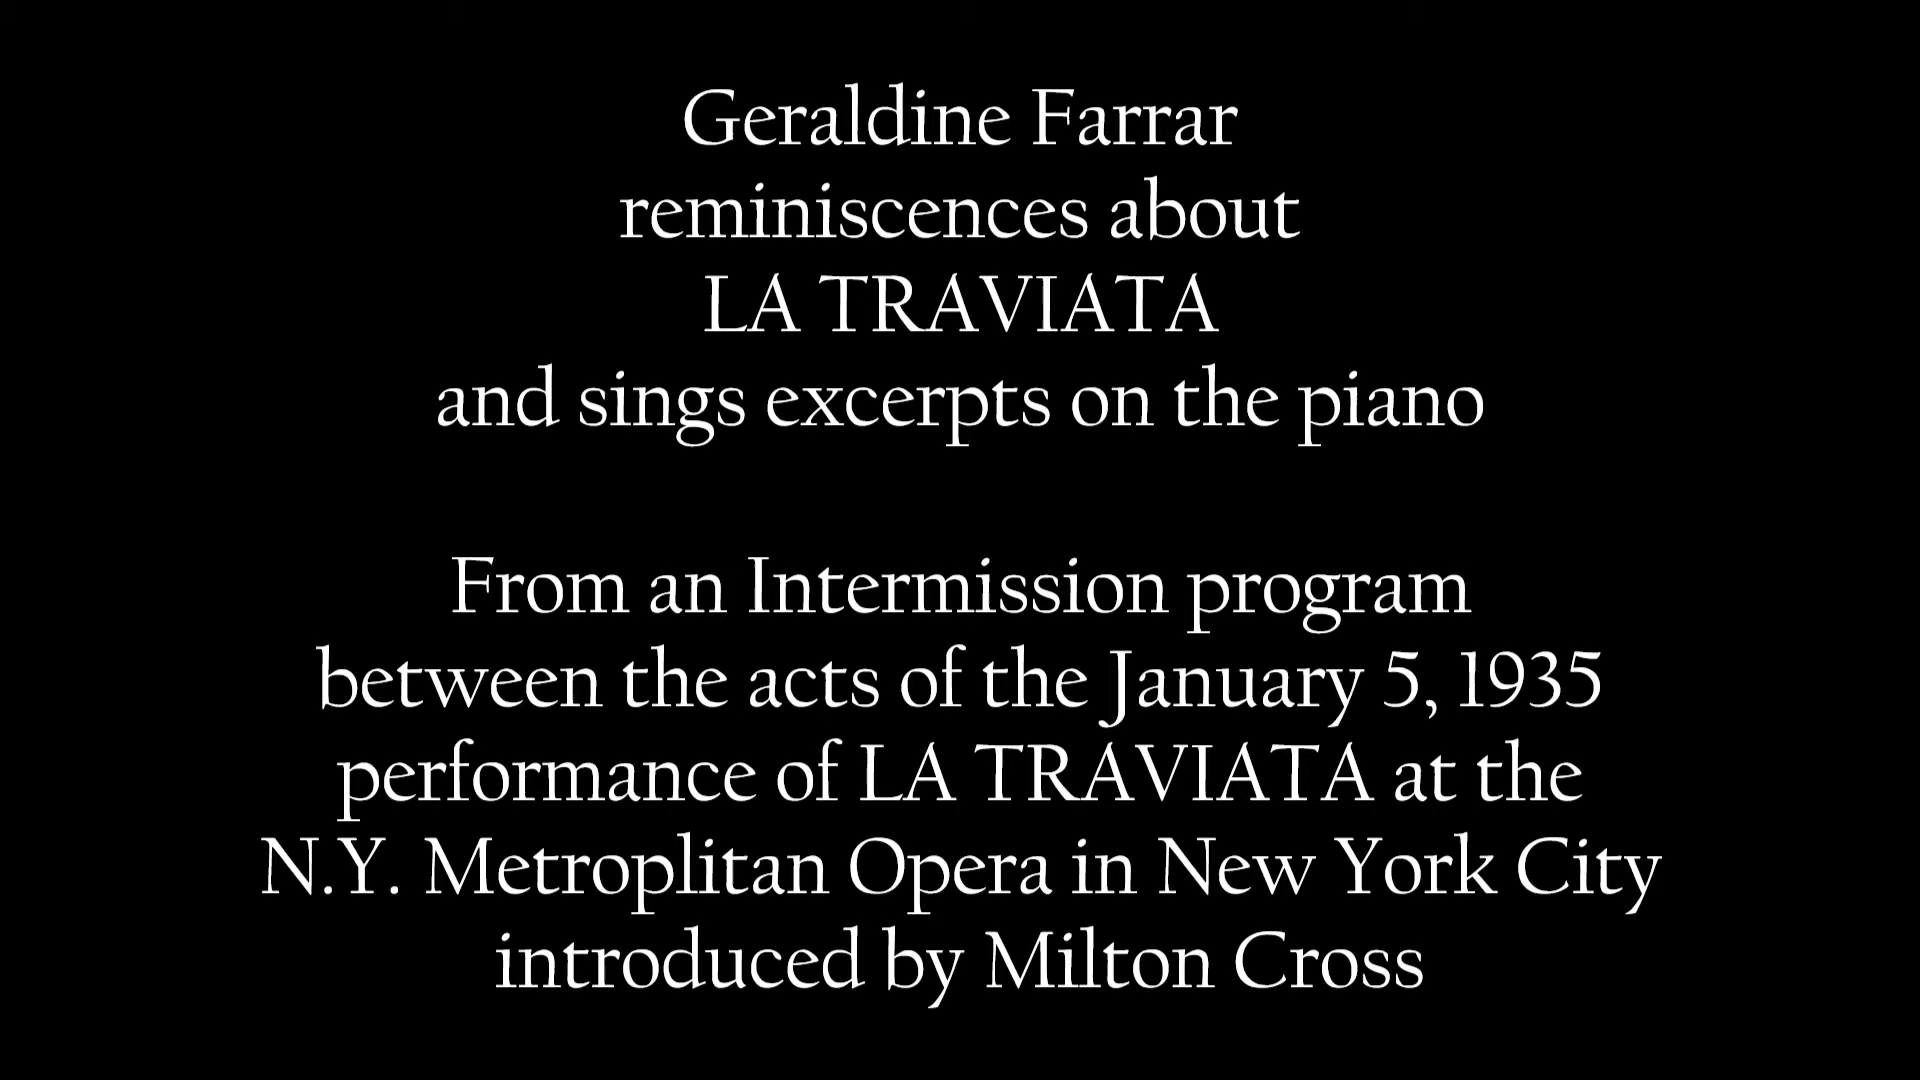 Geraldine Farrar
reminiscences about
LA TRAVIATA
and sings excerpts on the piano
From an Intermission program
between the acts of the January 5, 1935
performance of LA TRAVIATA at the
N.Y. Metroplitan Opera in New York City
introduced by Milton Cross